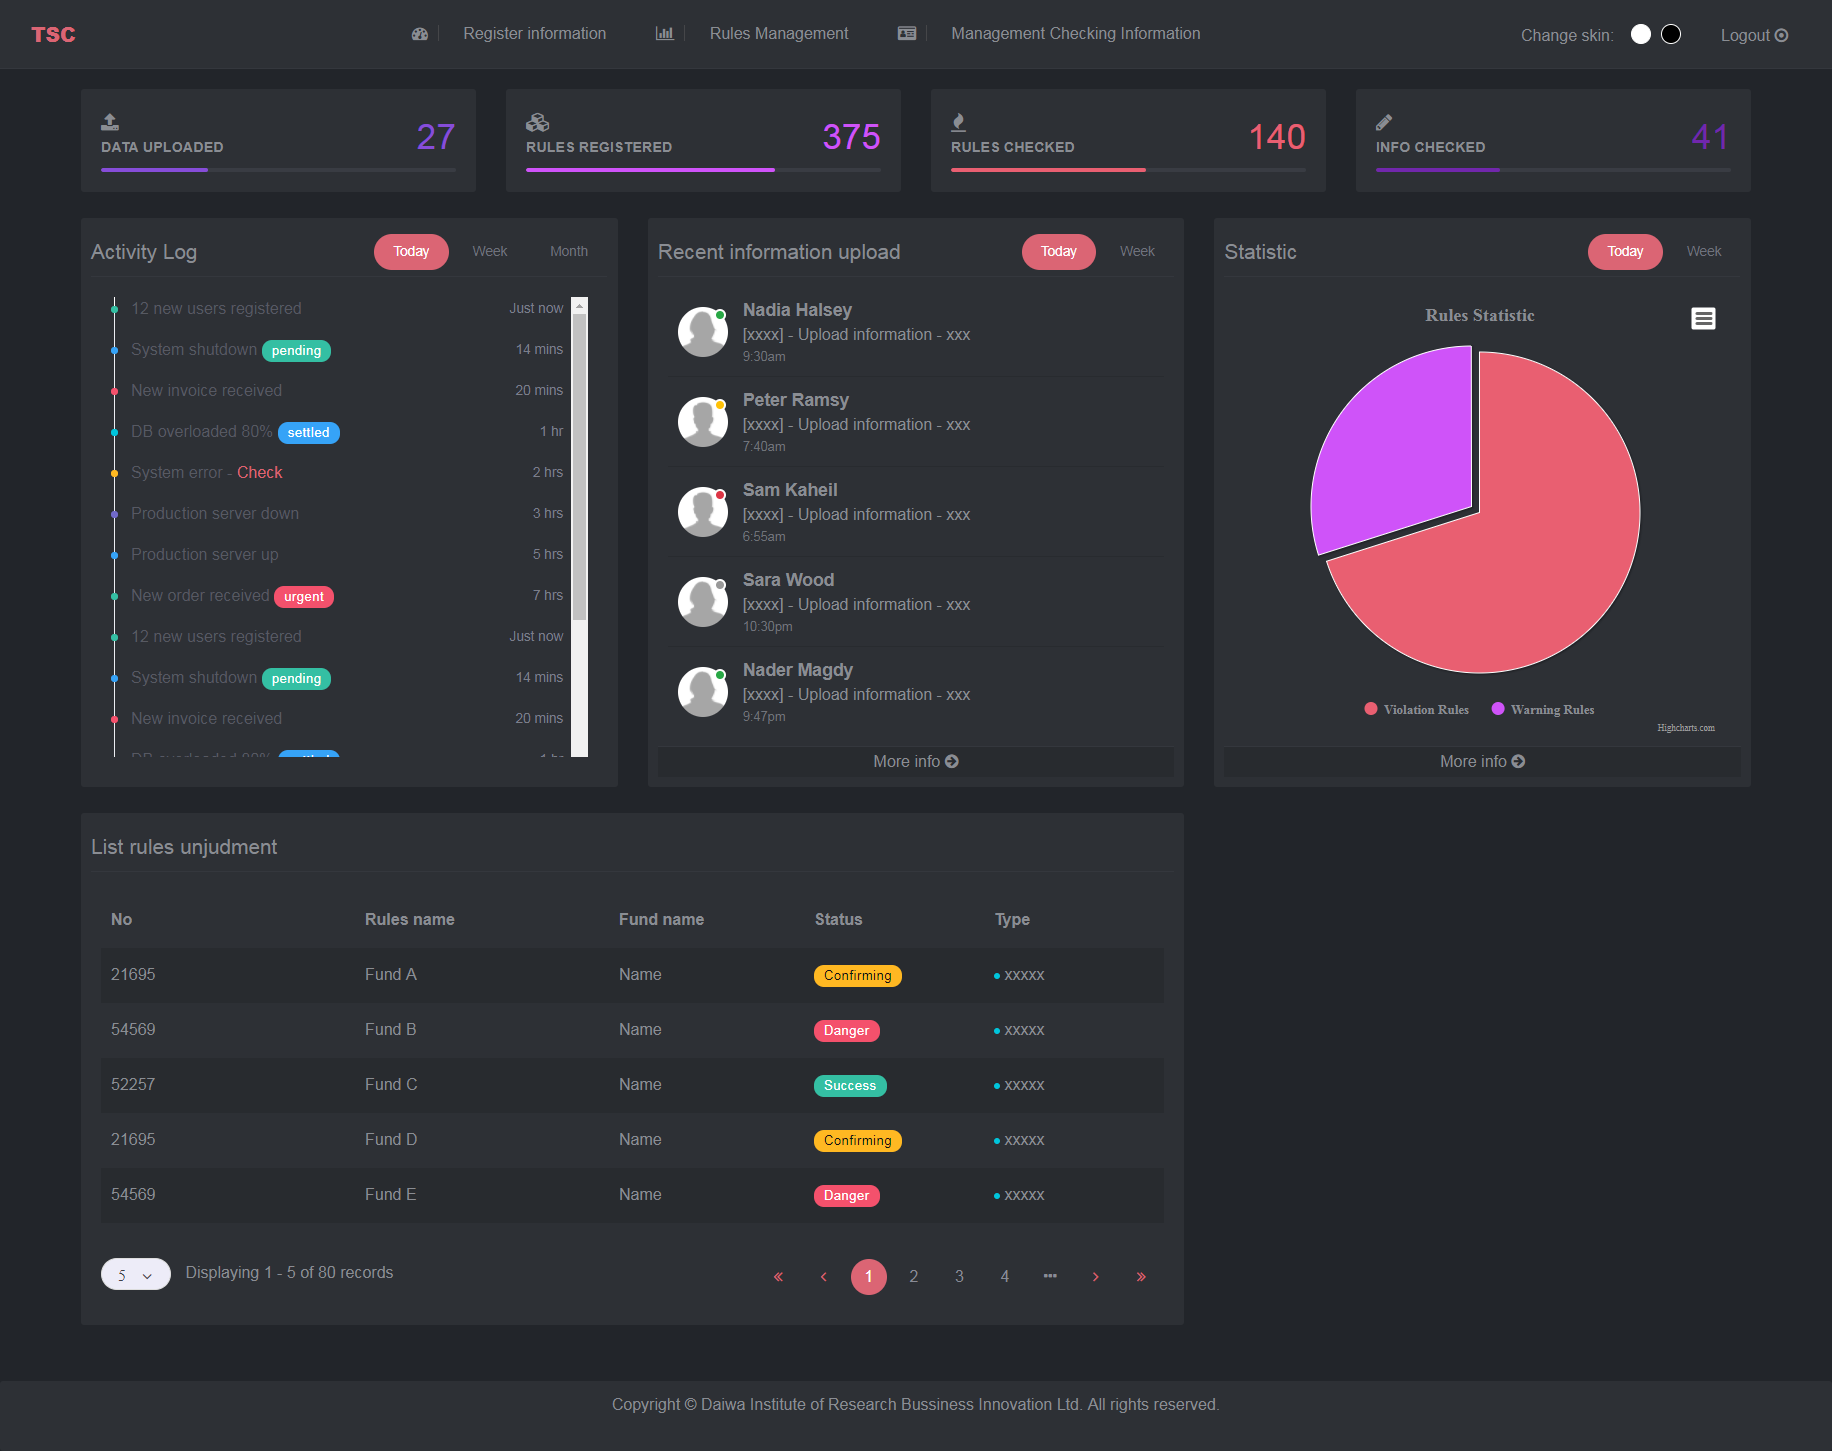 TSC
Register information
Rules Management
Management Checking Information
Change skin:
Logout
DATA UPLOADED
27
RULES REGISTERED
375
RULES CHECKED
140
INFO CHECKED
41
Activity Log
Today Week Month
12 new users registered Just now
System shutdown pending 14 mins
New invoice received 20 mins
DB overloaded 80% settled 1 hr
System error - Check 2 hrs
Production server down 3 hrs
Production server up 5 hrs
New order received urgent 7 hrs
12 new users registered Just now
System shutdown pending 14 mins
New invoice received 20 mins
DB overloaded 80% settled 1 hr
Recent information upload
Today Week
Nadia Halsey
[xxxx] - Upload information - xxx
9:30am
Peter Ramsy
[xxxx] - Upload information - xxx
7:40am
Sam Kaheil
[xxxx] - Upload information - xxx
6:55am
Sara Wood
[xxxx] - Upload information - xxx
10:30pm
Nader Magdy
[xxxx] - Upload information - xxx
9:47pm
More info
Statistic
Today Week
Rules Statistic
Violation Rules Warning Rules
Highcharts.com
More info
List rules unjudment
No Rules name Fund name Status Type
21695 Fund A Name Confirming xxxxx
54569 Fund B Name Danger xxxxx
52257 Fund C Name Success xxxxx
21695 Fund D Name Confirming xxxxx
54569 Fund E Name Danger xxxxx
5 Displaying 1 - 5 of 80 records
« ‹ 1 2 3 4 ••• › »
Copyright © Daiwa Institute of Research Bussiness Innovation Ltd. All rights reserved.